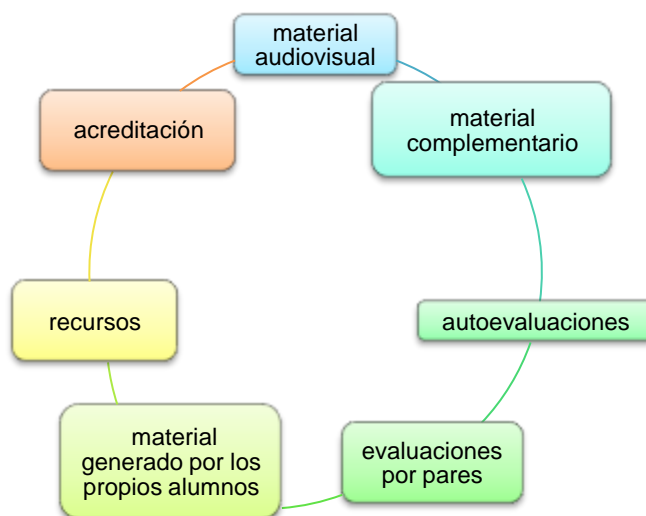 material
audiovisual
material
complementario
autoevaluaciones
evaluaciones
por pares
material
generado por los
propios alumnos
recursos
acreditación